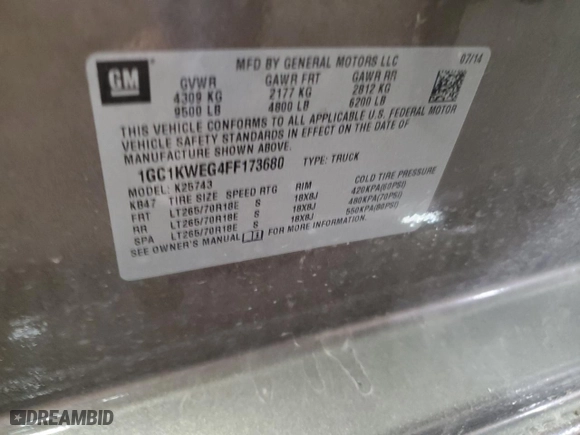 GM
MFD BY GENERAL MOTORS LLC 07/14
GVWR GAWR FRT GAWR RR
4309 KG 2177 KG 2812 KG
9500 LB 4800 LB 6200 LB
THIS VEHICLE CONFORMS TO ALL APPLICABLE U.S. FEDERAL MOTOR
VEHICLE SAFETY STANDARDS IN EFFECT ON THE DATE OF
MANUFACTURE SHOWN ABOVE.
1GC1KWEG4FF173680 TYPE: TRUCK
MODEL: K25743
KB47 TIRE SIZE SPEED RTG RIM COLD TIRE PRESSURE
FRT LT265/70R18E S 18X8J 420KPA(60PSI)
RR LT265/70R18E S 18X8J 480KPA(70PSI)
SPA LT265/70R18E S 18X8J 550KPA(80PSI)
SEE OWNER'S MANUAL FOR MORE INFORMATION.
DREAMBID